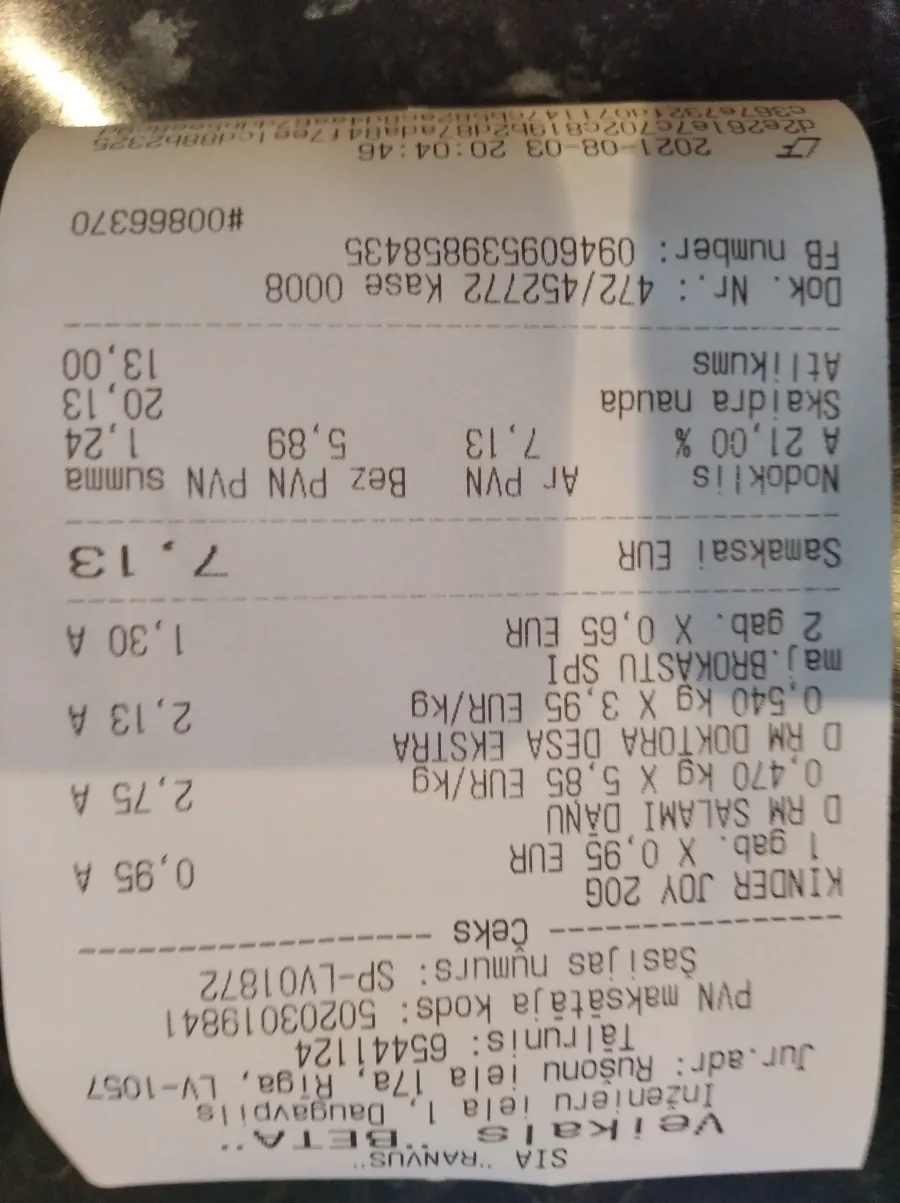 SIA "RANVUS"
Veikals "BETA"
Inženieru iela 1, Daugavpils
Jur.adr: Rušonu iela 17a, Rīga, LV-1057
Tālrunis: 65441124
PVN maksātāja kods: 50203019841
Šasijas numurs: SP-LV01872
Čeks
KINDER JOY 20G
1 gab. X 0,95 EUR 0,95 A
D RM SALAMI DAŅU
0,470 kg X 5,85 EUR/kg 2,75 A
D RM DOKTORA DESA EKSTRA
0,540 kg X 3,95 EUR/kg 2,13 A
maj.BROKASTU SPI
2 gab. X 0,65 EUR 1,30 A
Samaksai EUR 7,13
Nodoklis Ar PVN Bez PVN PVN summa
A 21,00 % 7,13 5,89 1,24
Skaidra nauda 20,13
Atlikums 13,00
Dok. Nr.: 472/452772 Kase 0008
FB number: 094609539858435
#00866370
LF 2021-08-03 20:04:46